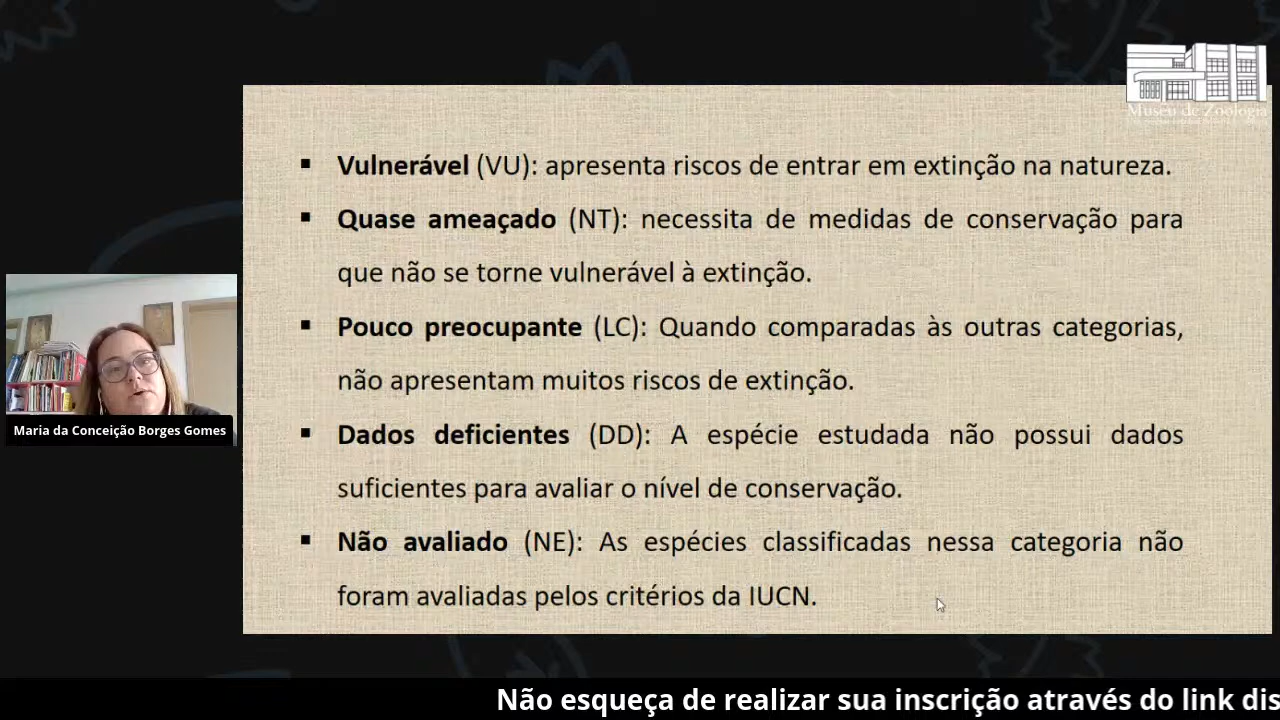 Museu de Zoologia
▪ Vulnerável (VU): apresenta riscos de entrar em extinção na natureza.
▪ Quase ameaçado (NT): necessita de medidas de conservação para
que não se torne vulnerável à extinção.
▪ Pouco preocupante (LC): Quando comparadas às outras categorias,
não apresentam muitos riscos de extinção.
▪ Dados deficientes (DD): A espécie estudada não possui dados
suficientes para avaliar o nível de conservação.
▪ Não avaliado (NE): As espécies classificadas nessa categoria não
foram avaliadas pelos critérios da IUCN.
Maria da Conceição Borges Gomes
Não esqueça de realizar sua inscrição através do link dis